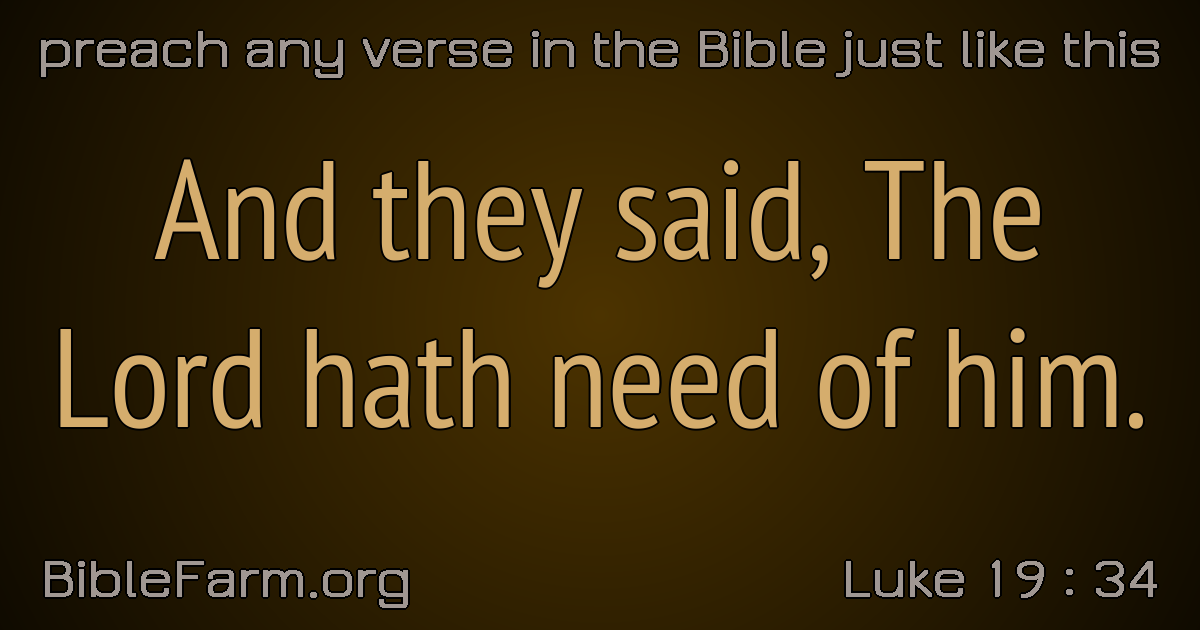 preach any verse in the Bible just like this
And they said, The
Lord hath need of him.
BibleFarm.org
Luke 19 : 34